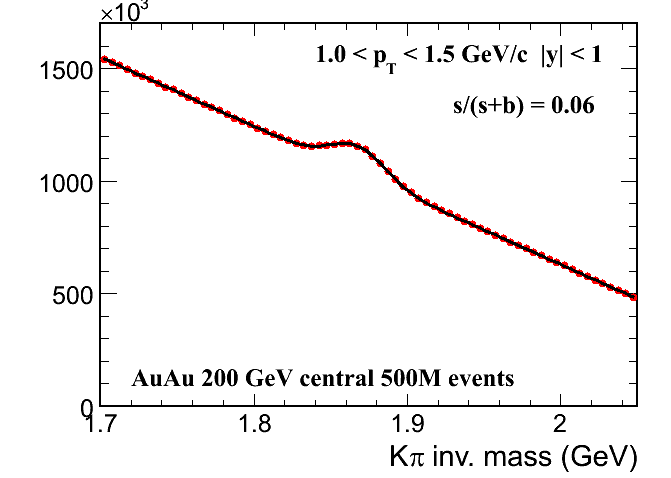 ×10³
1.0 < p_T < 1.5 GeV/c |y| < 1
s/(s+b) = 0.06
1500
1000
500
0
AuAu 200 GeV central 500M events
1.7 1.8 1.9 2
Kπ inv. mass (GeV)